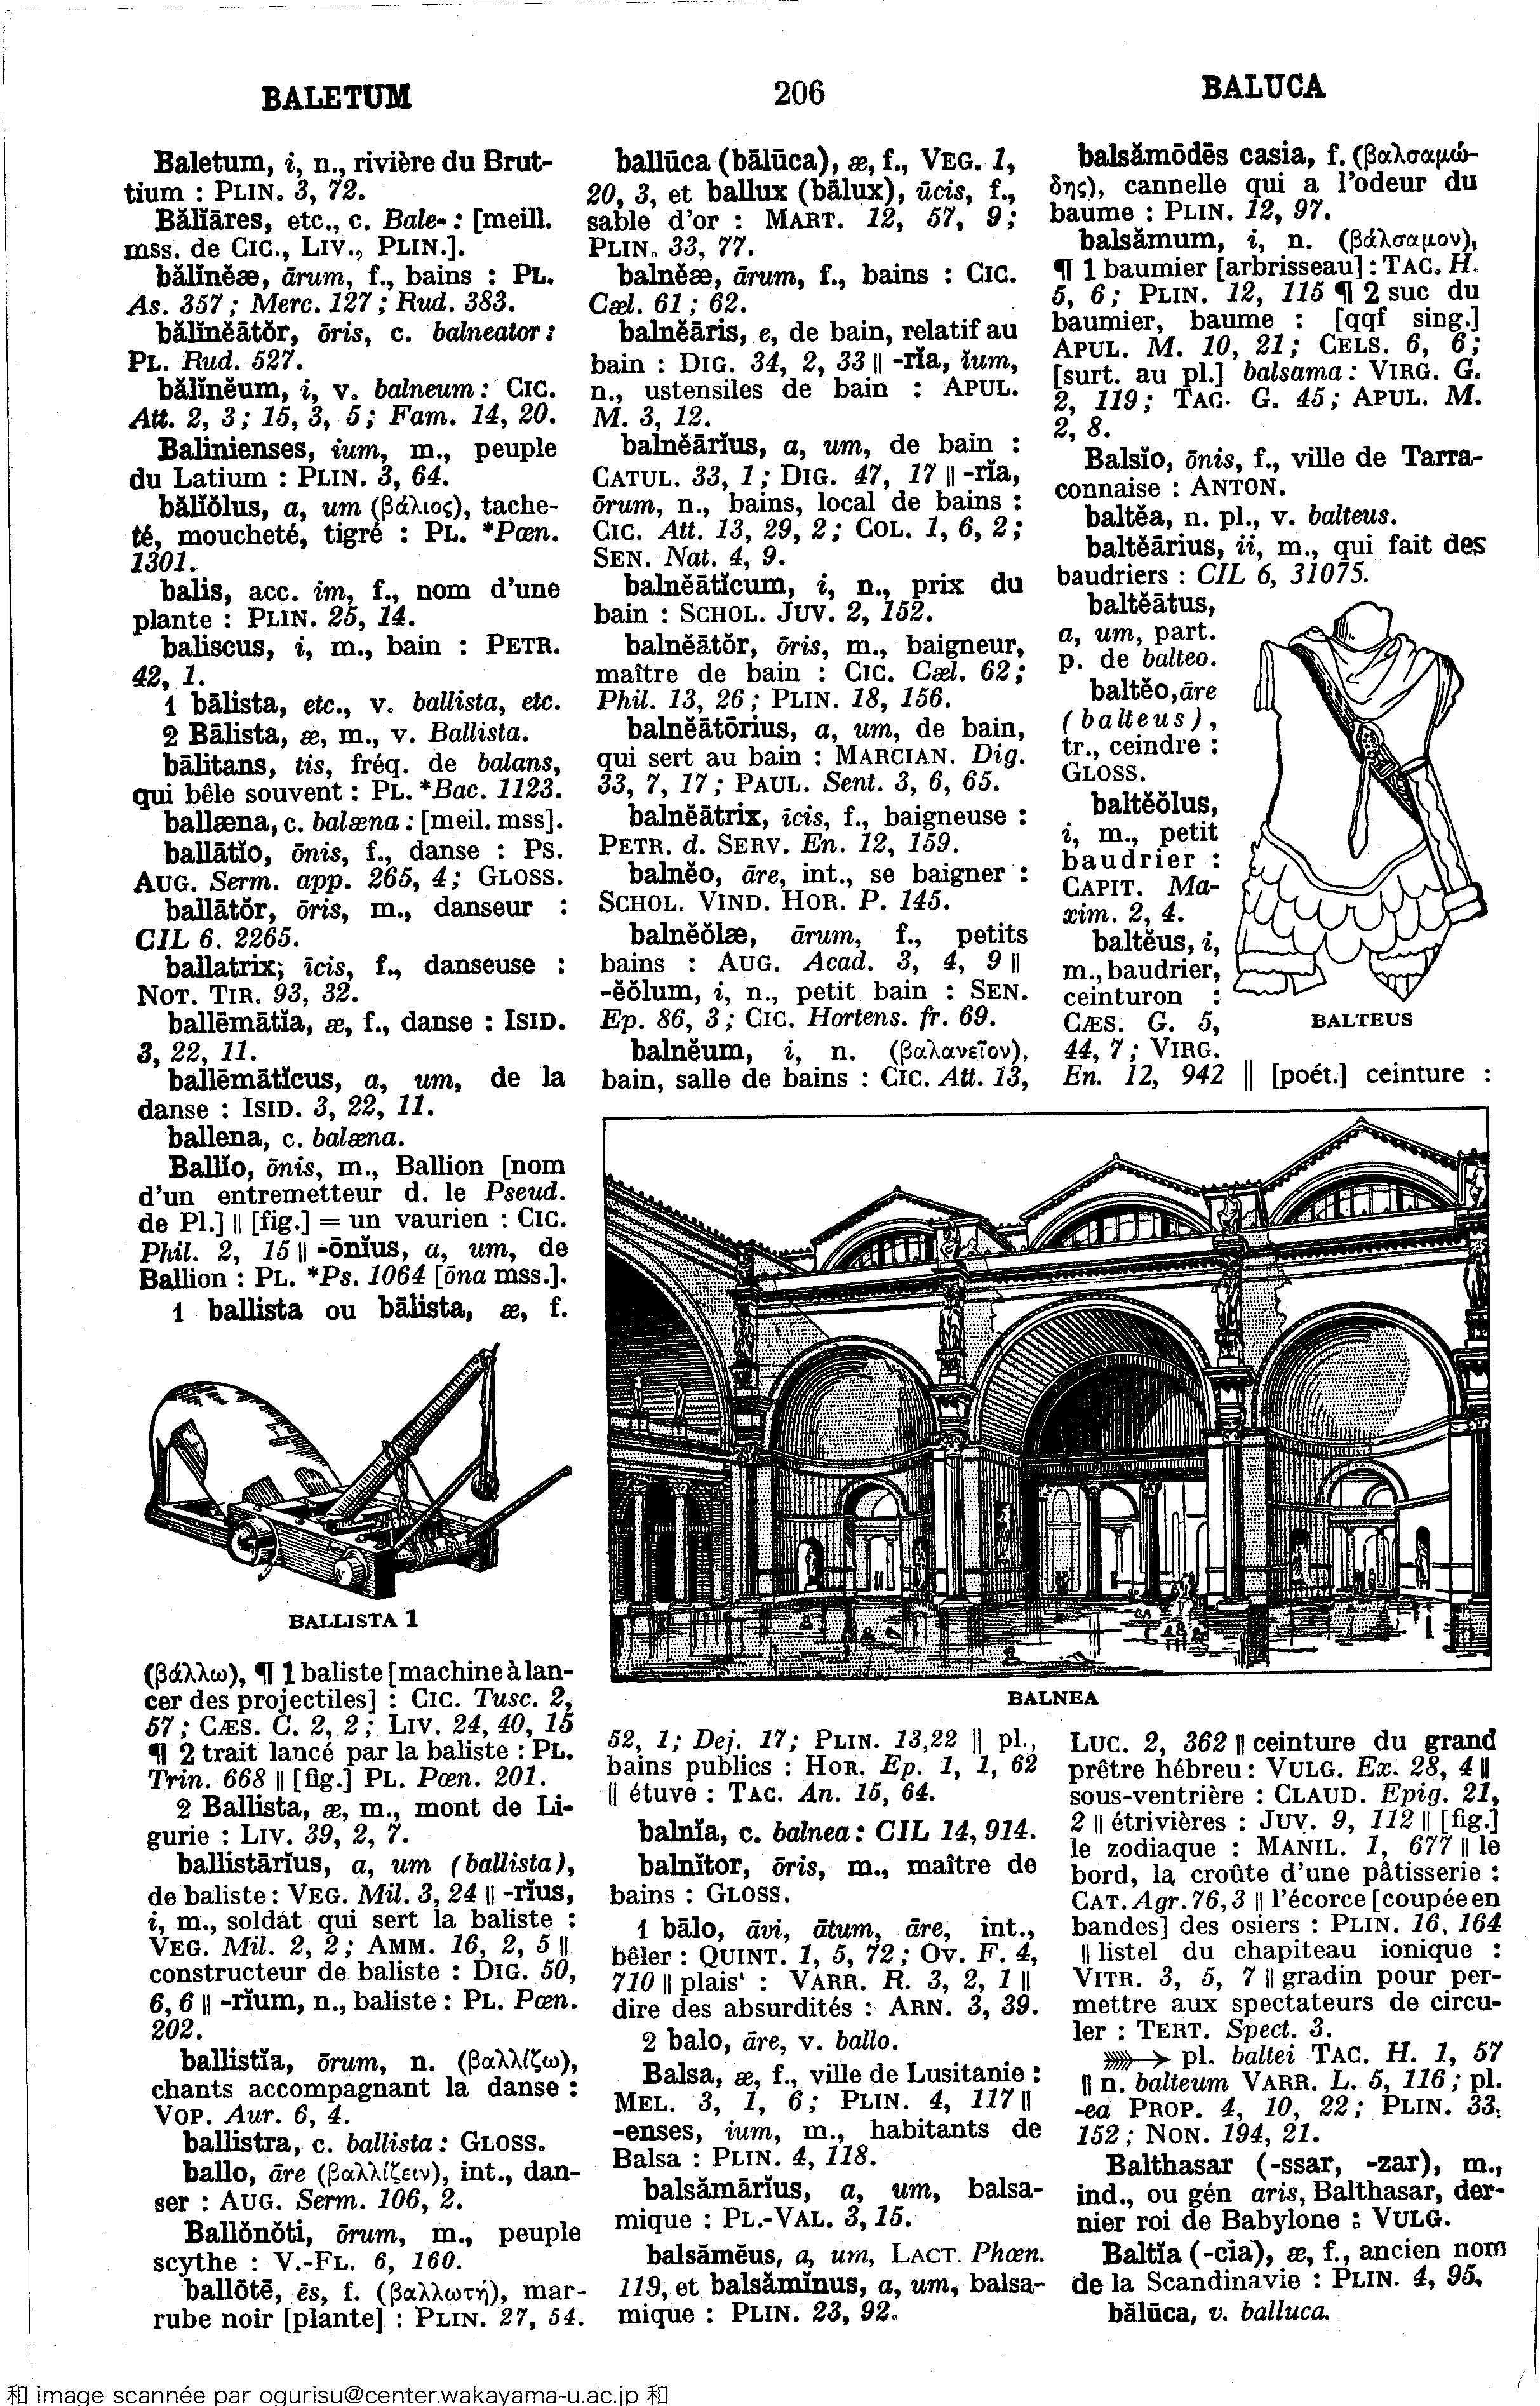 BALETUM
206
BALUCA
Baletum, i, n., rivière du Brut-
tium : PLIN. 3, 72.
Bălĭāres, etc., c. Bale- : [meill.
mss. de CIC., LIV., PLIN.].
bălĭnĕæ, ārum, f., bains : PL.
As. 357 ; Merc. 127 ; Rud. 383.
bălĭnĕātŏr, ōris, c. balneator :
PL. Rud. 527.
bălĭnĕum, i, v. balneum : CIC.
Att. 2, 3 ; 15, 3, 5 ; Fam. 14, 20.
Balinienses, ium, m., peuple
du Latium : PLIN. 3, 64.
bălĭŏlus, a, um (βάλιος), tache-
té, moucheté, tigré : PL. *Pœn.
1301.
balis, acc. im, f., nom d'une
plante : PLIN. 25, 14.
baliscus, i, m., bain : PETR.
42, 1.
1 bālista, etc., v. ballista, etc.
2 Bālista, æ, m., v. Ballista.
bālitans, tis, fréq. de balans,
qui bêle souvent : PL. *Bac. 1123.
ballæna, c. balæna : [meil. mss].
ballātĭo, ōnis, f., danse : PS.
AUG. Serm. app. 265, 4 ; GLOSS.
ballātŏr, ōris, m., danseur :
CIL 6. 2265.
ballatrix; īcis, f., danseuse :
NOT. TIR. 93, 32.
ballēmātĭa, æ, f., danse : ISID.
3, 22, 11.
ballēmātĭcus, a, um, de la
danse : ISID. 3, 22, 11.
ballena, c. balæna.
Ballĭo, ōnis, m., Ballion [nom
d'un entremetteur d. le Pseud.
de Pl.] || [fig.] = un vaurien : CIC.
Phil. 2, 15 || -ōnĭus, a, um, de
Ballion : PL. *Ps. 1064 [ōna mss.].
1 ballista ou bālista, æ, f.
BALLISTA 1
(βάλλω), ¶ 1 baliste [machine à lan-
cer des projectiles] : CIC. Tusc. 2,
57 ; CÆS. C. 2, 2 ; LIV. 24, 40, 15
¶ 2 trait lancé par la baliste : PL.
Trin. 668 || [fig.] PL. Pœn. 201.
2 Ballista, æ, m., mont de Li-
gurie : LIV. 39, 2, 7.
ballistārĭus, a, um (ballista),
de baliste : VEG. Mil. 3, 24 || -rĭus,
i, m., soldat qui sert la baliste :
VEG. Mil. 2, 2 ; AMM. 16, 2, 5 ||
constructeur de baliste : DIG. 50,
6, 6 || -rĭum, n., baliste : PL. Pœn.
202.
ballistĭa, ōrum, n. (βαλλίζω),
chants accompagnant la danse :
VOP. Aur. 6, 4.
ballistra, c. ballista : GLOSS.
ballo, āre (βαλλίζειν), int., dan-
ser : AUG. Serm. 106, 2.
Ballŏnŏti, ōrum, m., peuple
scythe : V.-FL. 6, 160.
ballōtē, ēs, f. (βαλλωτή), mar-
rube noir [plante] : PLIN. 27, 54.
ballūca (bālūca), æ, f., VEG. 1,
20, 3, et ballux (bālux), ūcis, f.,
sable d'or : MART. 12, 57, 9 ;
PLIN. 33, 77.
balnĕæ, ārum, f., bains : CIC.
Cæl. 61 ; 62.
balnĕāris, e, de bain, relatif au
bain : DIG. 34, 2, 33 || -rĭa, ĭum,
n., ustensiles de bain : APUL.
M. 3, 12.
balnĕārĭus, a, um, de bain :
CATUL. 33, 1 ; DIG. 47, 17 || -rĭa,
ōrum, n., bains, local de bains :
CIC. Att. 13, 29, 2 ; COL. 1, 6, 2 ;
SEN. Nat. 4, 9.
balnĕātĭcum, i, n., prix du
bain : SCHOL. JUV. 2, 152.
balnĕātŏr, ōris, m., baigneur,
maître de bain : CIC. Cæl. 62 ;
Phil. 13, 26 ; PLIN. 18, 156.
balnĕātōrius, a, um, de bain,
qui sert au bain : MARCIAN. Dig.
33, 7, 17 ; PAUL. Sent. 3, 6, 65.
balnĕātrix, īcis, f., baigneuse :
PETR. d. SERV. En. 12, 159.
balnĕo, āre, int., se baigner :
SCHOL. VIND. HOR. P. 145.
balnĕŏlæ, ārum, f., petits
bains : AUG. Acad. 3, 4, 9 ||
-ĕŏlum, i, n., petit bain : SEN.
Ep. 86, 3 ; CIC. Hortens. fr. 69.
balnĕum, i, n. (βαλανεῖον),
bain, salle de bains : CIC. Att. 13,
BALNEA
52, 1; Dej. 17; PLIN. 13,22 || pl.,
bains publics : HOR. Ep. 1, 1, 62
|| étuve : TAC. An. 15, 64.
balnĭa, c. balnea : CIL 14, 914.
balnĭtor, ōris, m., maître de
bains : GLOSS.
1 bālo, āvi, ātum, āre, int.,
bêler : QUINT. 1, 5, 72 ; OV. F. 4,
710 || plaist : VARR. R. 3, 2, 1 ||
dire des absurdités : ARN. 3, 39.
2 balo, āre, v. ballo.
Balsa, æ, f., ville de Lusitanie :
MEL. 3, 1, 6 ; PLIN. 4, 117 ||
-enses, ium, m., habitants de
Balsa : PLIN. 4, 118.
balsămārĭus, a, um, balsa-
mique : PL.-VAL. 3, 15.
balsămĕus, a, um, LACT. Phœn.
119, et balsămĭnus, a, um, balsa-
mique : PLIN. 23, 92.
balsămōdēs casia, f. (βαλσαμώ-
δης), cannelle qui a l'odeur du
baume : PLIN. 12, 97.
balsămum, i, n. (βάλσαμον),
¶ 1 baumier [arbrisseau] : TAC. H.
5, 6 ; PLIN. 12, 115 ¶ 2 suc du
baumier, baume : [qqf sing.]
APUL. M. 10, 21 ; CELS. 6, 6 ;
[surt. au pl.] balsama : VIRG. G.
2, 119 ; TAC. G. 45 ; APUL. M.
2, 8.
Balsĭo, ōnis, f., ville de Tarra-
connaise : ANTON.
baltĕa, n. pl., v. balteus.
baltĕārius, ii, m., qui fait des
baudriers : CIL 6, 31075.
baltĕātus,
a, um, part.
p. de balteo.
baltĕo, āre
(balteus),
tr., ceindre :
GLOSS.
baltĕŏlus,
i, m., petit
baudrier :
CAPIT. Ma-
xim. 2, 4.
baltĕus, i,
m., baudrier,
ceinturon :
CÆS. G. 5,
44, 7 ; VIRG.
En. 12, 942 || [poét.] ceinture :
BALTEUS
LUC. 2, 362 || ceinture du grand
prêtre hébreu : VULG. Ex. 28, 4 ||
sous-ventrière : CLAUD. Epig. 21,
2 || étrivières : JUV. 9, 112 || [fig.]
le zodiaque : MANIL. 1, 677 || le
bord, la croûte d'une pâtisserie :
CAT. Agr. 76, 3 || l'écorce [coupée en
bandes] des osiers : PLIN. 16, 164
|| listel du chapiteau ionique :
VITR. 3, 5, 7 || gradin pour per-
mettre aux spectateurs de circu-
ler : TERT. Spect. 3.
pl. baltei TAC. H. 1, 57
|| n. balteum VARR. L. 5, 116 ; pl.
-ea PROP. 4, 10, 22 ; PLIN. 33,
152 ; NON. 194, 21.
Balthasar (-ssar, -zar), m.,
ind., ou gén aris, Balthasar, der-
nier roi de Babylone : VULG.
Baltĭa (-cia), æ, f., ancien nom
de la Scandinavie : PLIN. 4, 95,
bălūca, v. balluca.
和 image scannée par ogurisu@center.wakayama-u.ac.jp 和